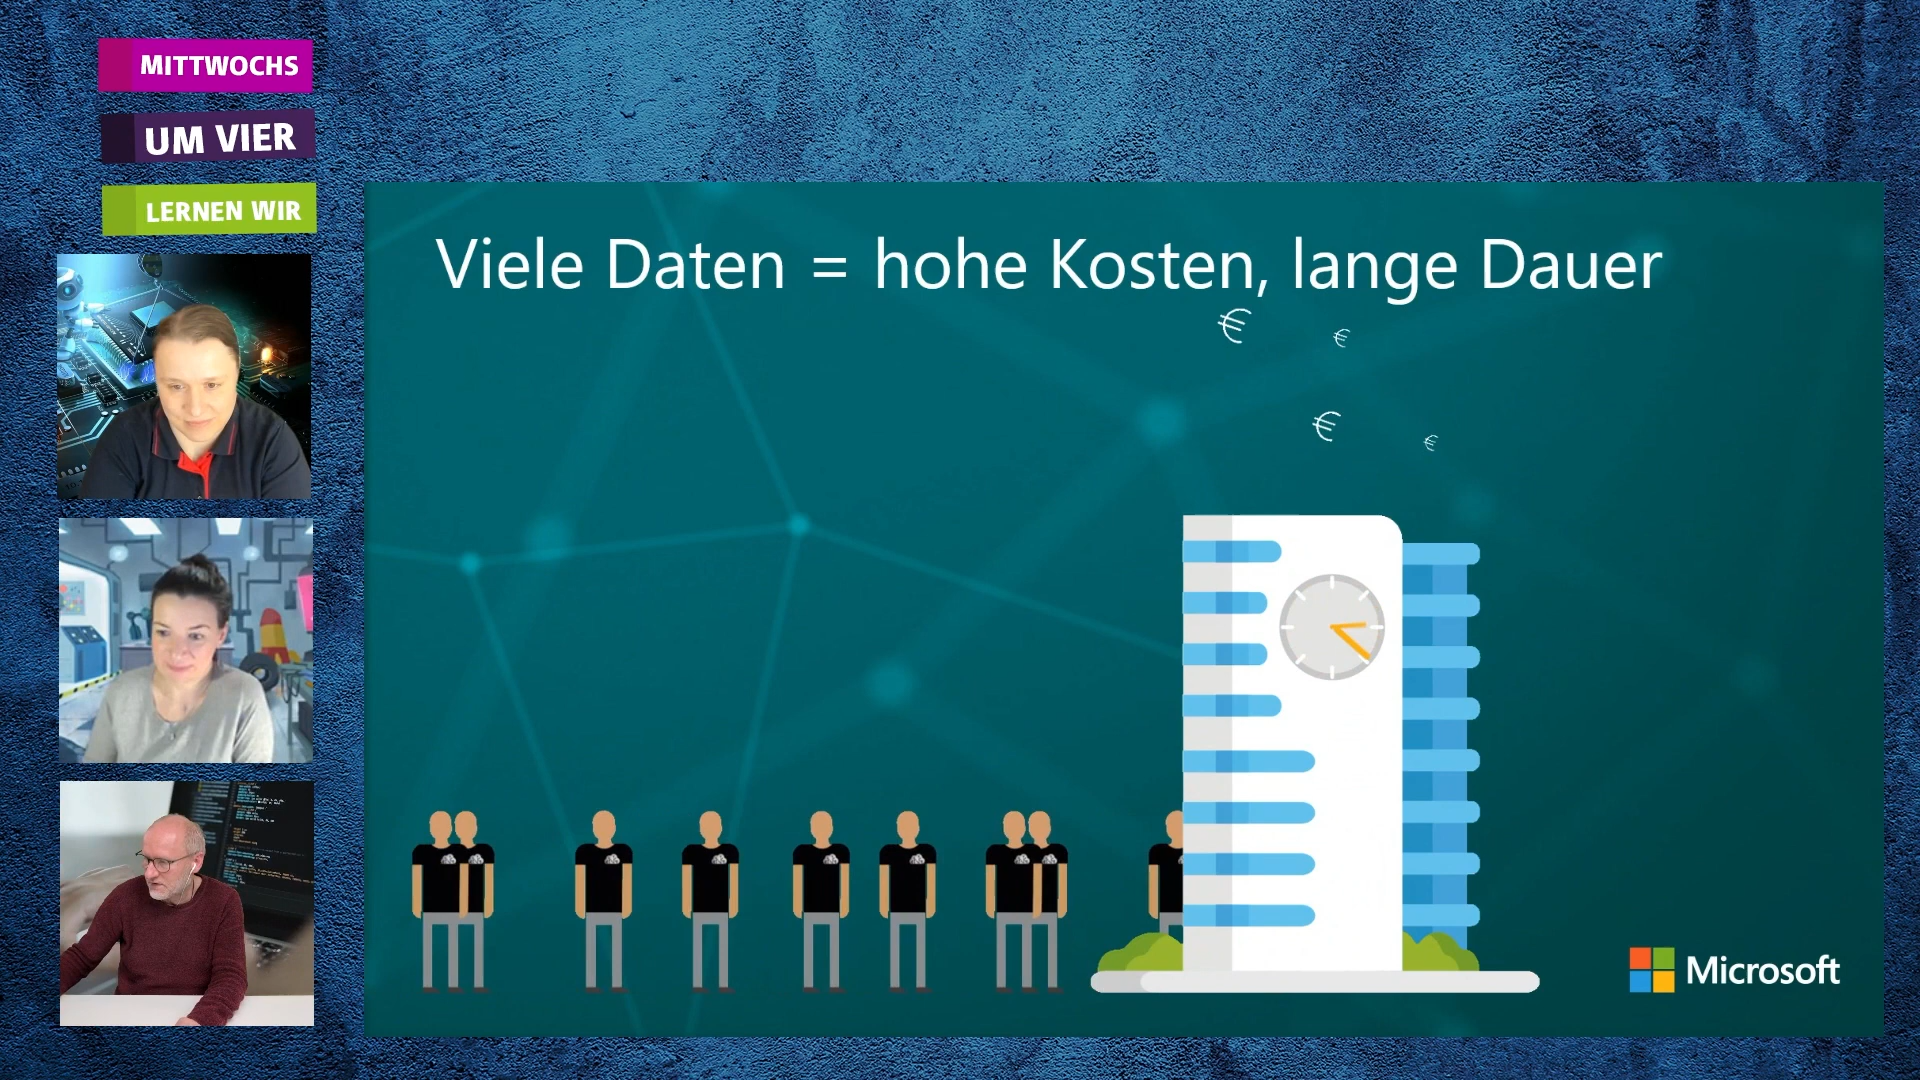 MITTWOCHS
UM VIER
LERNEN WIR
Viele Daten = hohe Kosten, lange Dauer
€
€
€
€
Microsoft